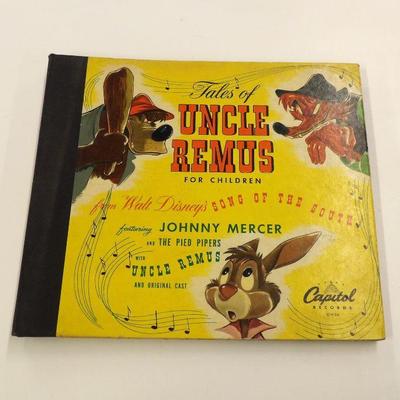 Tales of
UNCLE
REMUS
FOR CHILDREN
from Walt Disney's SONG OF THE SOUTH
featuring JOHNNY MERCER
AND THE PIED PIPERS
WITH UNCLE REMUS
AND ORIGINAL CAST
Capitol
RECORDS